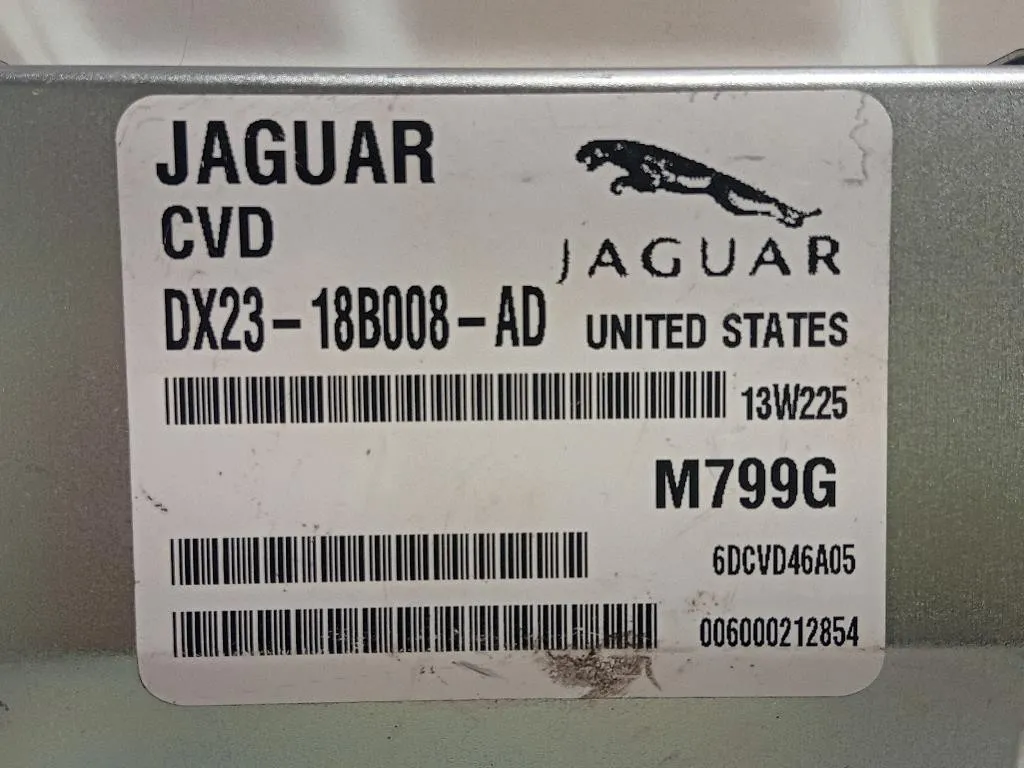 JAGUAR
CVD
JAGUAR
DX23-18B008-AD
UNITED STATES
13W225
M799G
6DCVD46A05
006000212854